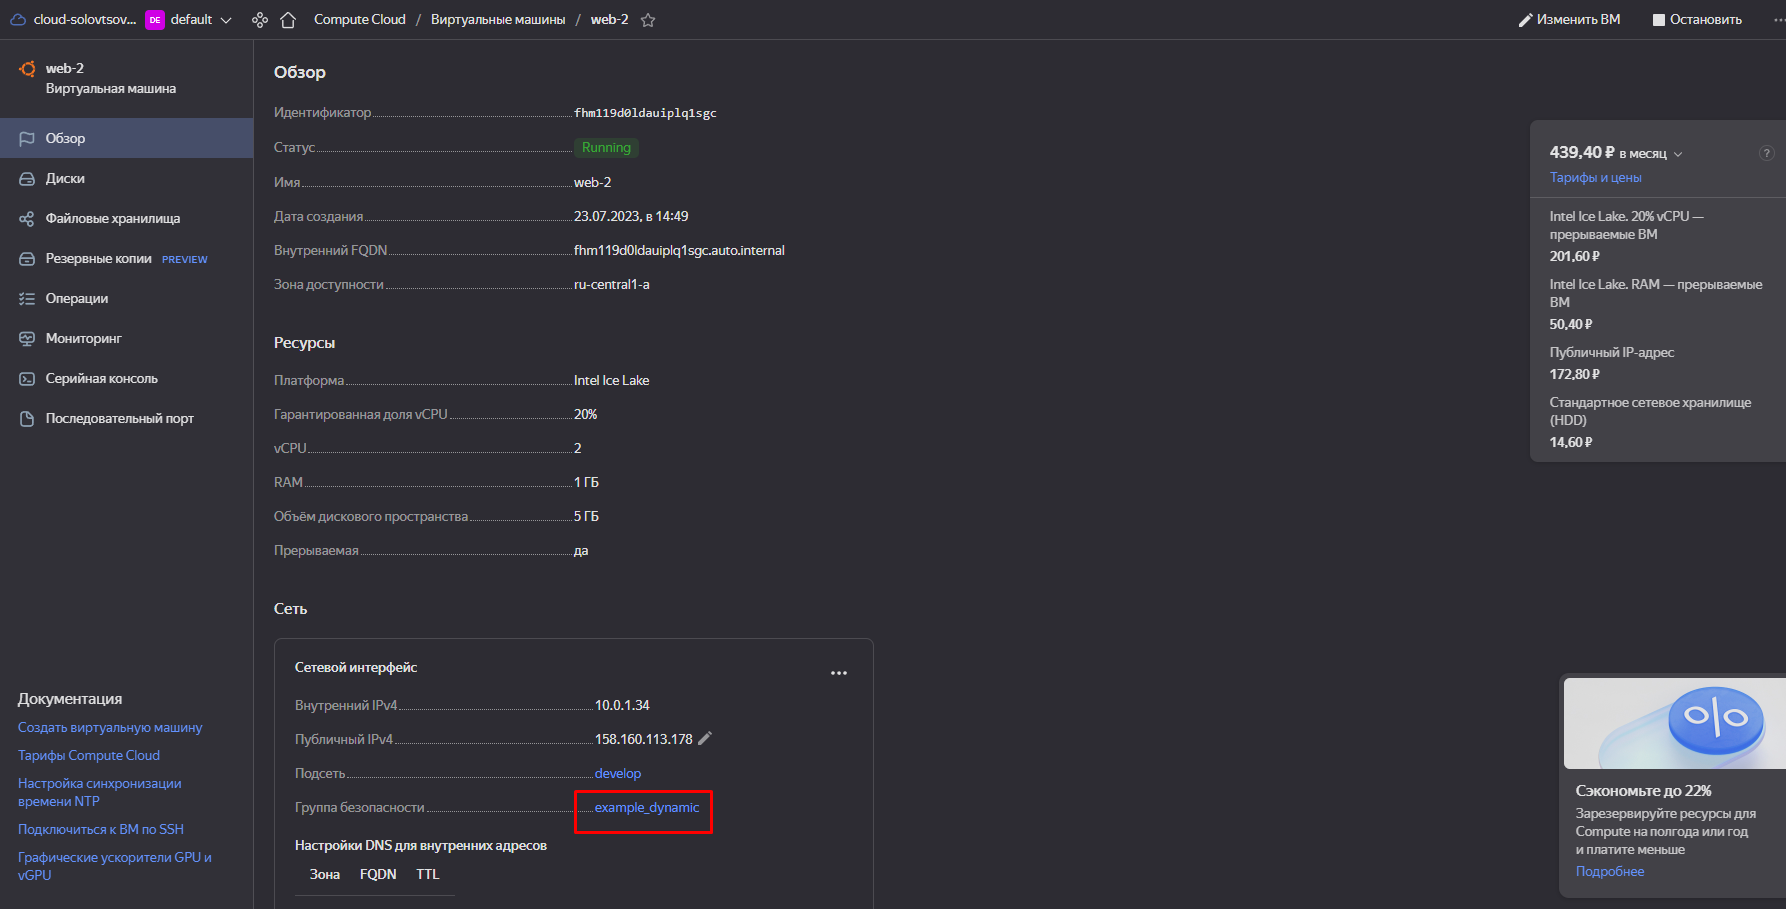 cloud-solovtsov... DE default
Compute Cloud / Виртуальные машины / web-2
Изменить ВМ
Остановить
web-2
Виртуальная машина
Обзор
Диски
Файловые хранилища
Резервные копии PREVIEW
Операции
Мониторинг
Серийная консоль
Последовательный порт
Документация
Создать виртуальную машину
Тарифы Compute Cloud
Настройка синхронизации
времени NTP
Подключиться к ВМ по SSH
Графические ускорители GPU и
vGPU
Обзор
Идентификатор fhm119d0ldauiplq1sgc
Статус Running
Имя web-2
Дата создания 23.07.2023, в 14:49
Внутренний FQDN fhm119d0ldauiplq1sgc.auto.internal
Зона доступности ru-central1-a
Ресурсы
Платформа Intel Ice Lake
Гарантированная доля vCPU 20%
vCPU 2
RAM 1 ГБ
Объём дискового пространства 5 ГБ
Прерываемая да
Сеть
Сетевой интерфейс
Внутренний IPv4 10.0.1.34
Публичный IPv4 158.160.113.178
Подсеть develop
Группа безопасности example_dynamic
Настройки DNS для внутренних адресов
Зона FQDN TTL
439,40 ₽ в месяц ?
Тарифы и цены
Intel Ice Lake. 20% vCPU —
прерываемые ВМ
201,60 ₽
Intel Ice Lake. RAM — прерываемые
ВМ
50,40 ₽
Публичный IP-адрес
172,80 ₽
Стандартное сетевое хранилище
(HDD)
14,60 ₽
%
Сэкономьте до 22%
Зарезервируйте ресурсы для
Compute на полгода или год
и платите меньше
Подробнее